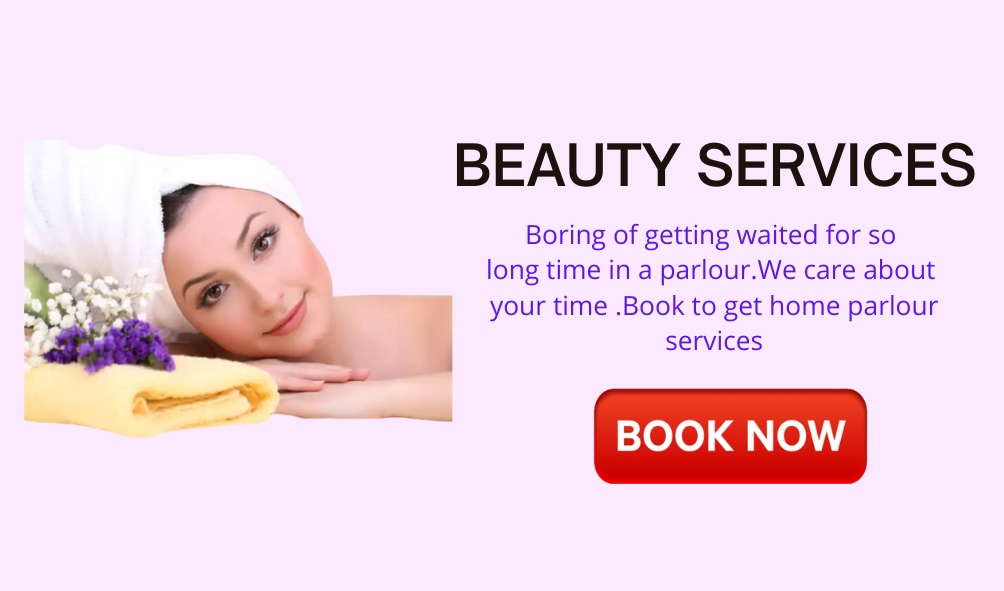 BEAUTY SERVICES
Boring of getting waited for so
long time in a parlour.We care about
your time .Book to get home parlour
services
BOOK NOW